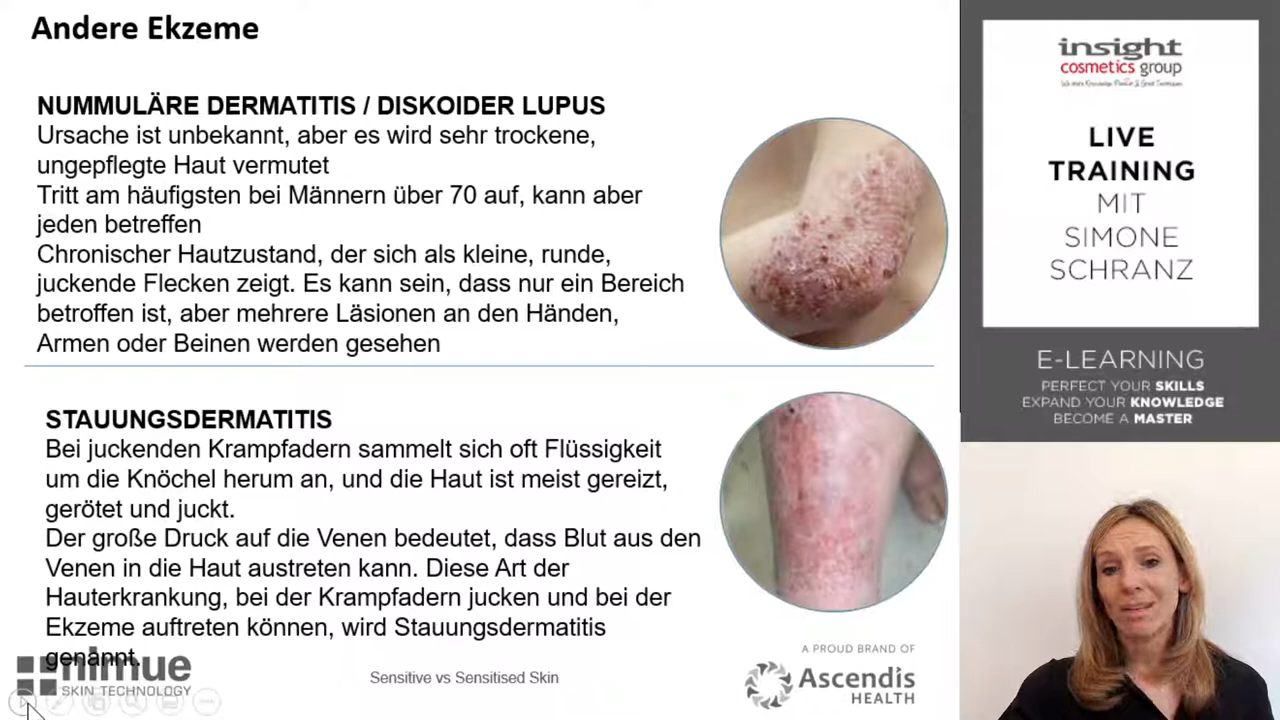 Andere Ekzeme
NUMMULÄRE DERMATITIS / DISKOIDER LUPUS
Ursache ist unbekannt, aber es wird sehr trockene,
ungepflegte Haut vermutet
Tritt am häufigsten bei Männern über 70 auf, kann aber
jeden betreffen
Chronischer Hautzustand, der sich als kleine, runde,
juckende Flecken zeigt. Es kann sein, dass nur ein Bereich
betroffen ist, aber mehrere Läsionen an den Händen,
Armen oder Beinen werden gesehen
STAUUNGSDERMATITIS
Bei juckenden Krampfadern sammelt sich oft Flüssigkeit
um die Knöchel herum an, und die Haut ist meist gereizt,
gerötet und juckt.
Der große Druck auf die Venen bedeutet, dass Blut aus den
Venen in die Haut austreten kann. Diese Art der
Hauterkrankung, bei der Krampfadern jucken und bei der
Ekzeme auftreten können, wird Stauungsdermatitis
genannt.
nimue
SKIN TECHNOLOGY
Sensitive vs Sensitised Skin
A PROUD BRAND OF
Ascendis
HEALTH
insight
cosmetics group
LIVE
TRAINING
MIT
SIMONE
SCHRANZ
E-LEARNING
PERFECT YOUR SKILLS
EXPAND YOUR KNOWLEDGE
BECOME A MASTER